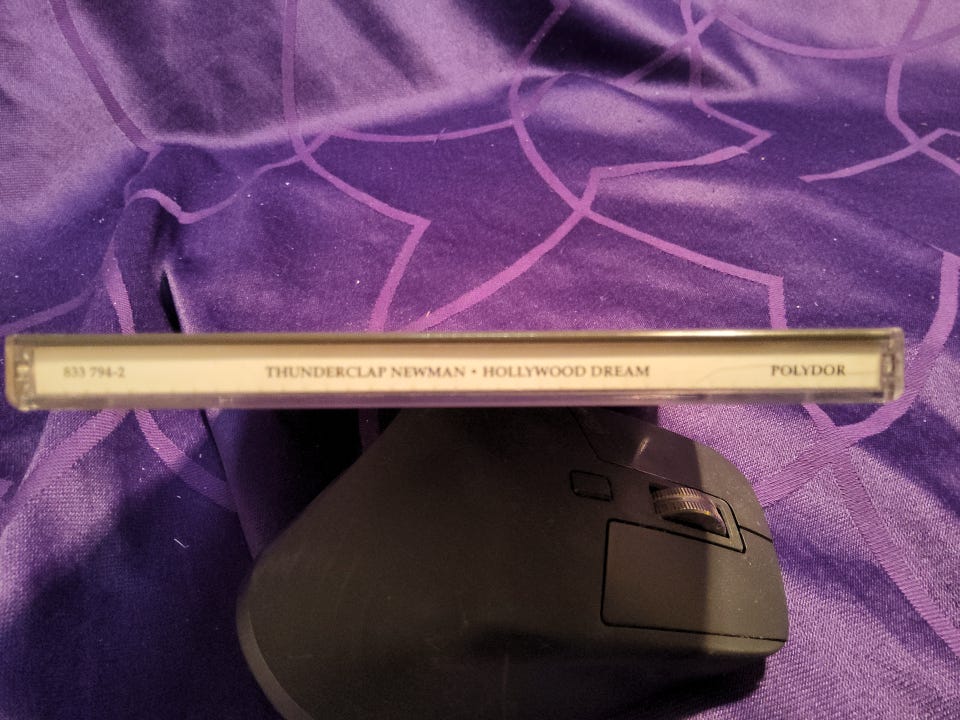 833 794-2 THUNDERCLAP NEWMAN • HOLLYWOOD DREAM POLYDOR